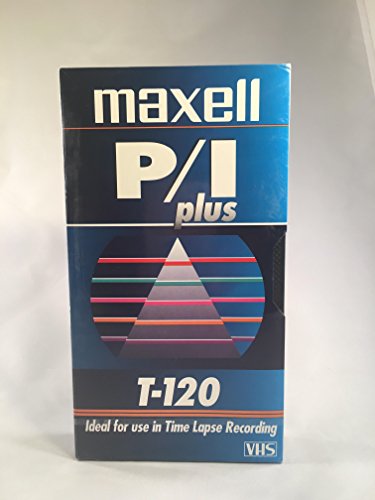 maxell
P/I
plus
T-120
Ideal for use in Time Lapse Recording
VHS